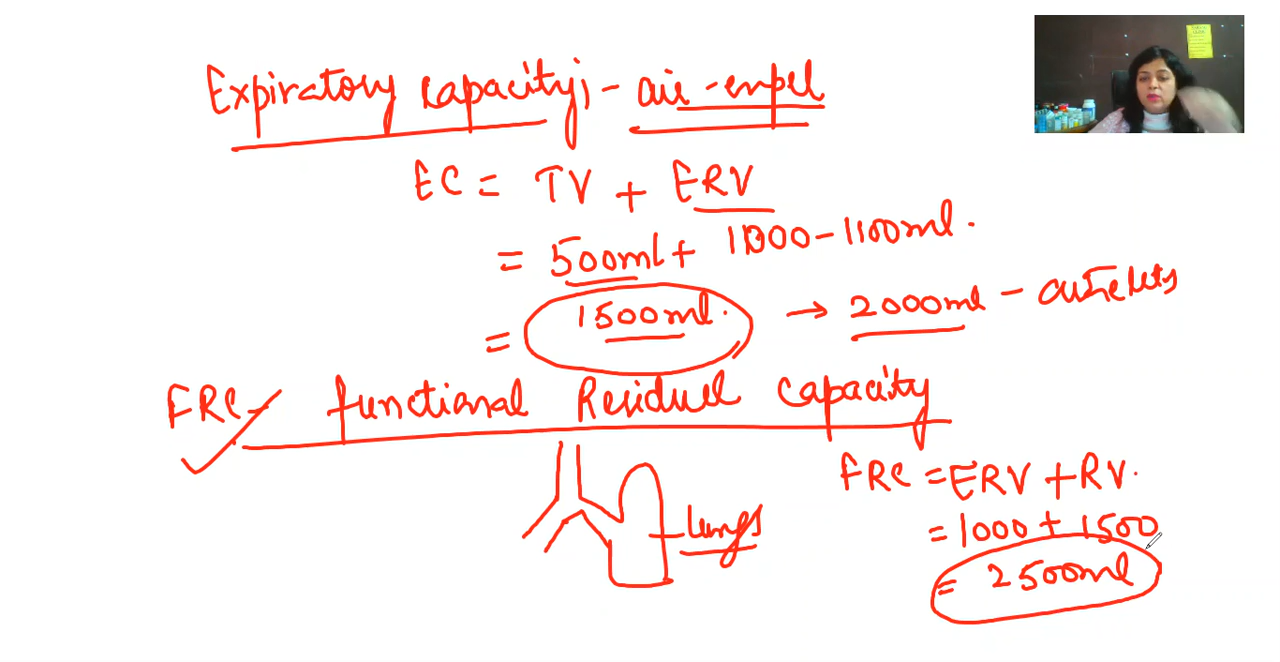 Expiratory capacity; - air - expel
EC = TV + ERV
= 500ml + 1000 - 1100ml.
= 1500ml. → 2000ml -
FRC - functional Residual capacity
lungs
FRC = ERV + RV.
= 1000 + 1500
= 2500ml